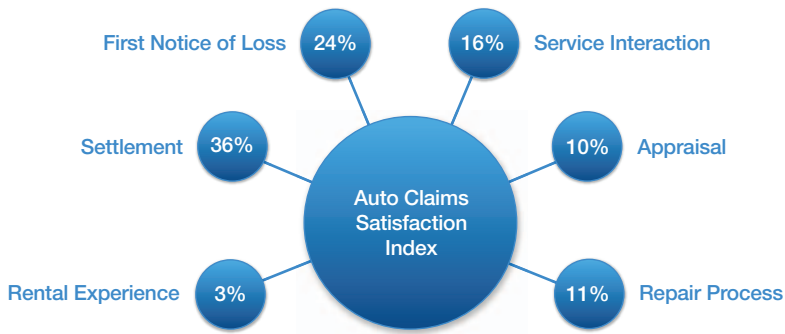 First Notice of Loss
24%
16%
Service Interaction
Settlement
36%
10%
Appraisal
Auto Claims
Satisfaction
Index
Rental Experience
3%
11%
Repair Process